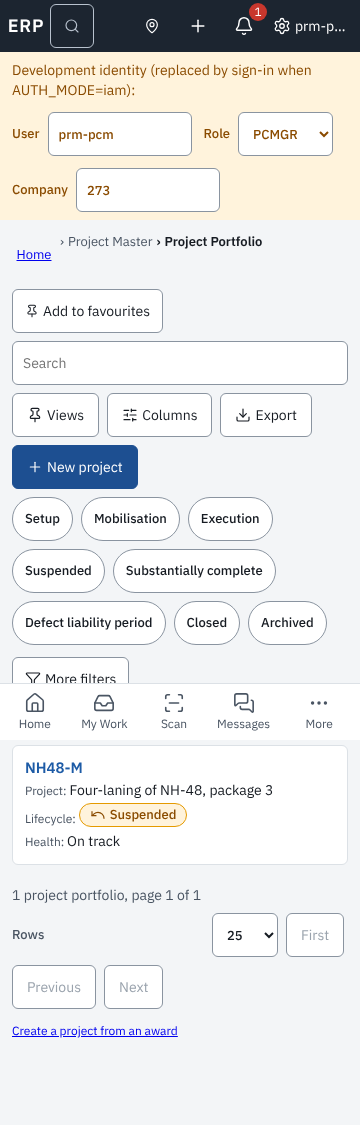 ERP
1
prm-p...
Development identity (replaced by sign-in when
AUTH_MODE=iam):
User prm-pcm Role PCMGR
Company 273
Home › Project Master › Project Portfolio
Add to favourites
Search
Views Columns Export
New project
Setup Mobilisation Execution
Suspended Substantially complete
Defect liability period Closed Archived
More filters
Home My Work Scan Messages More
NH48-M
Project: Four-laning of NH-48, package 3
Lifecycle: Suspended
Health: On track
1 project portfolio, page 1 of 1
Rows 25 First
Previous Next
Create a project from an award